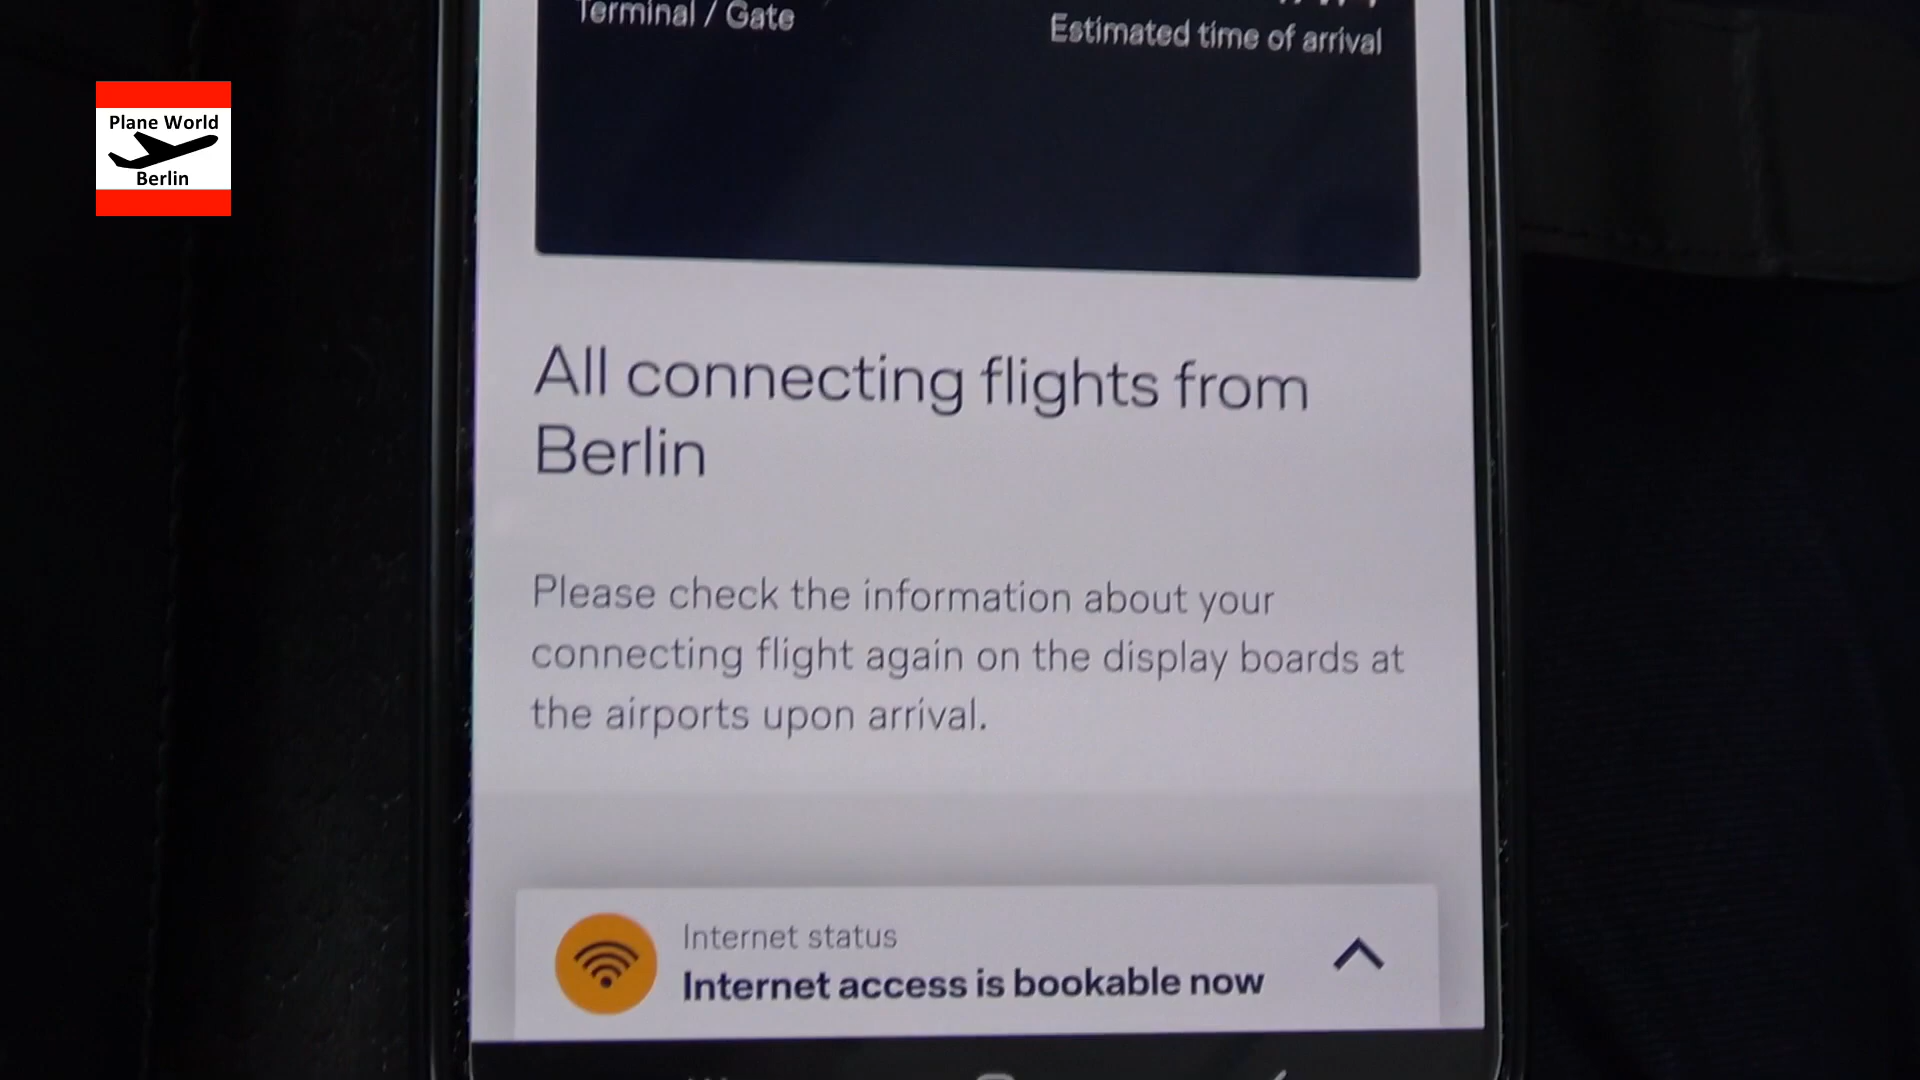 Terminal / Gate
Estimated time of arrival
Plane World
Berlin
All connecting flights from
Berlin
Please check the information about your
connecting flight again on the display boards at
the airports upon arrival.
Internet status
Internet access is bookable now